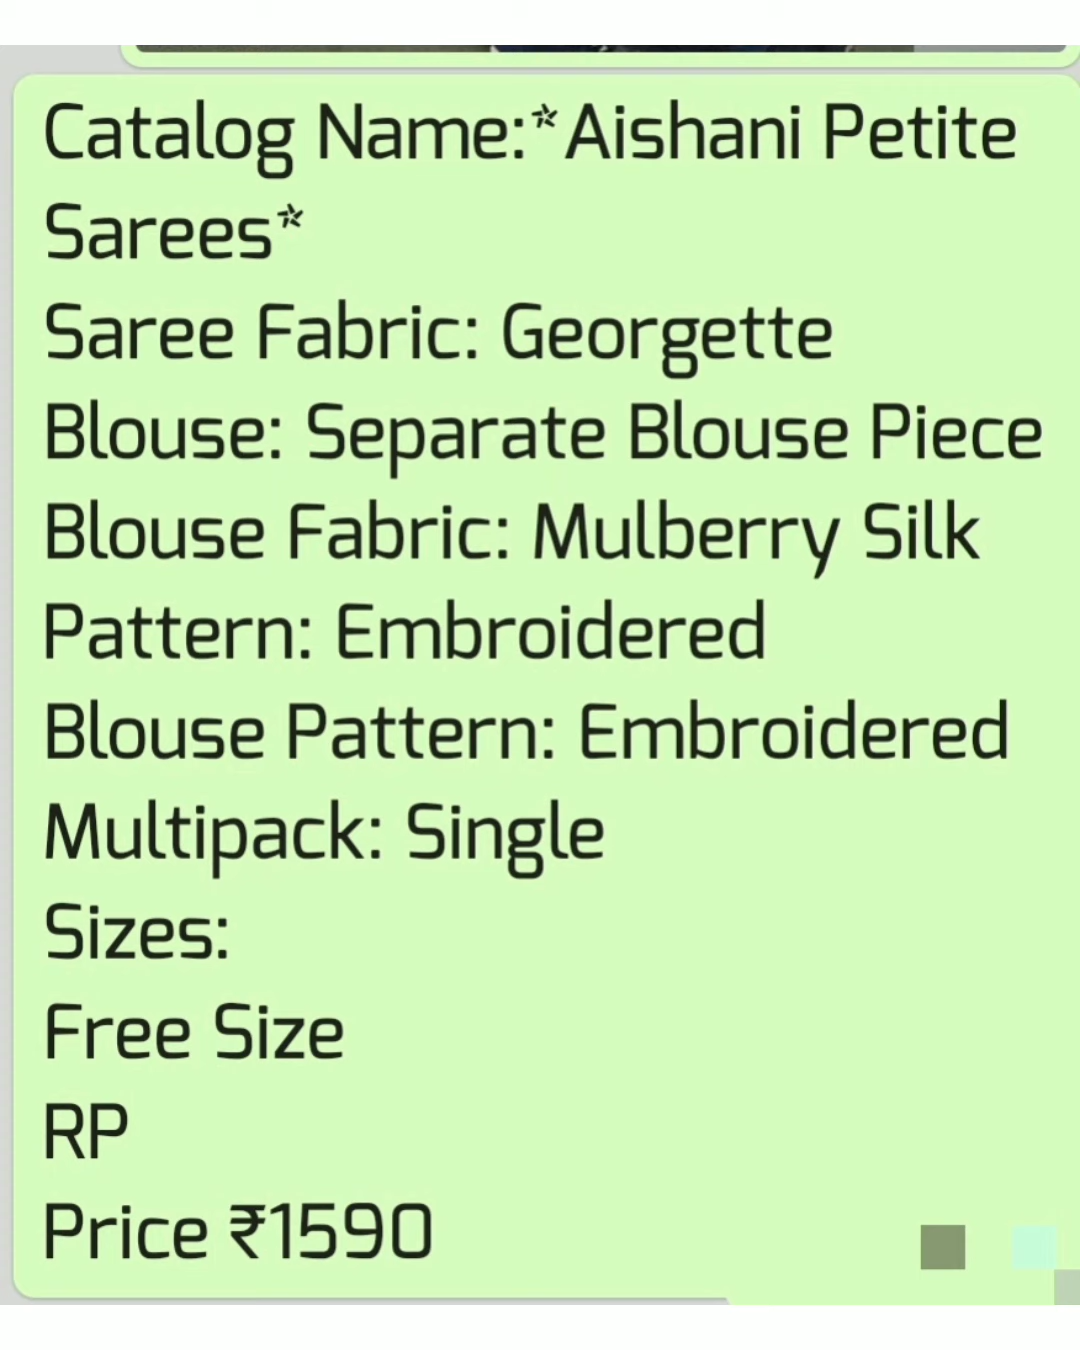 Catalog Name:*Aishani Petite
Sarees*
Saree Fabric: Georgette
Blouse: Separate Blouse Piece
Blouse Fabric: Mulberry Silk
Pattern: Embroidered
Blouse Pattern: Embroidered
Multipack: Single
Sizes:
Free Size
RP
Price ₹1590